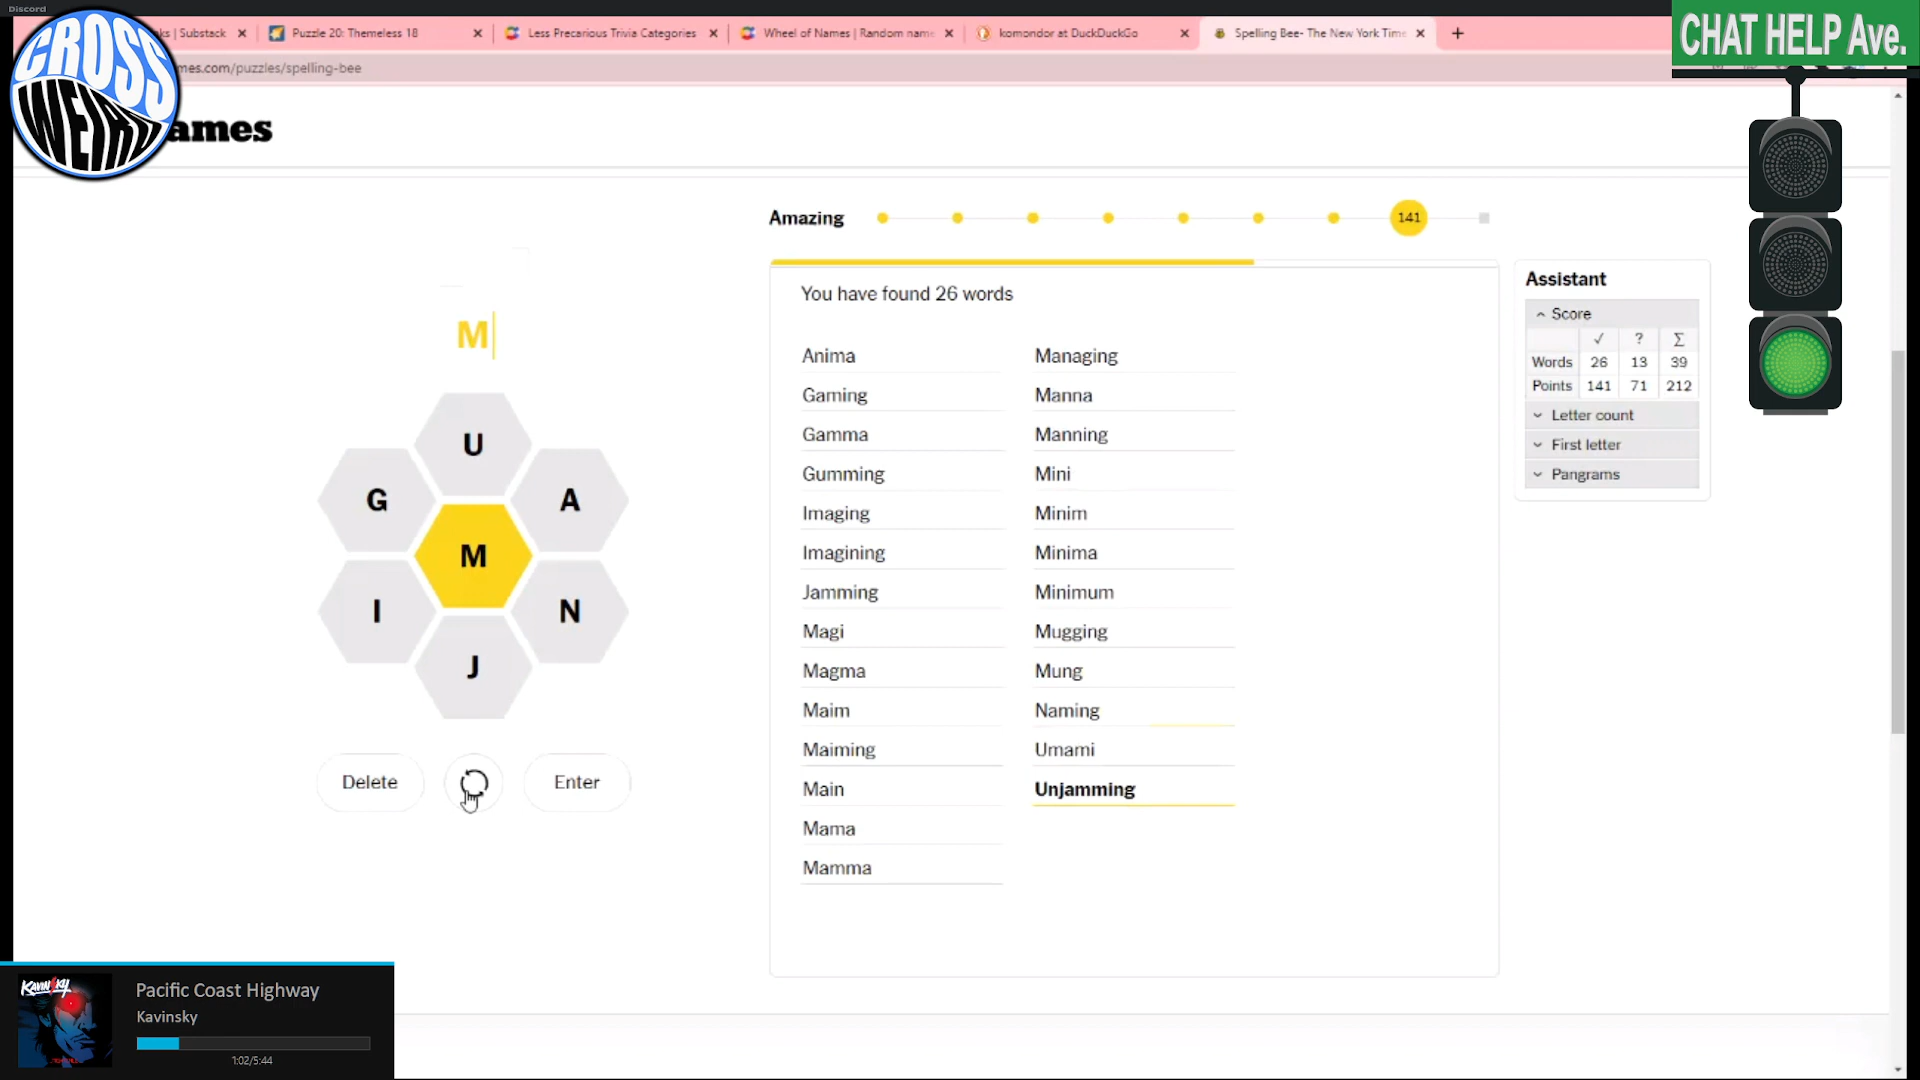 Discord
CROSS
WEIRD
ks | Substack
Puzzle 20: Themeless 18
Less Precarious Trivia Categories
Wheel of Names | Random name
komondor at DuckDuckGo
Spelling Bee- The New York Time
CHAT HELP Ave.
mes.com/puzzles/spelling-bee
ames
Amazing
141
You have found 26 words
M
U
G
A
M
I
N
J
Delete
Enter
Anima
Gaming
Gamma
Gumming
Imaging
Imagining
Jamming
Magi
Magma
Maim
Maiming
Main
Mama
Mamma
Managing
Manna
Manning
Mini
Minim
Minima
Minimum
Mugging
Mung
Naming
Umami
Unjamming
Assistant
Score
✓ ? Σ
Words 26 13 39
Points 141 71 212
Letter count
First letter
Pangrams
KAVINSKY
Pacific Coast Highway
Kavinsky
1:02/5:44